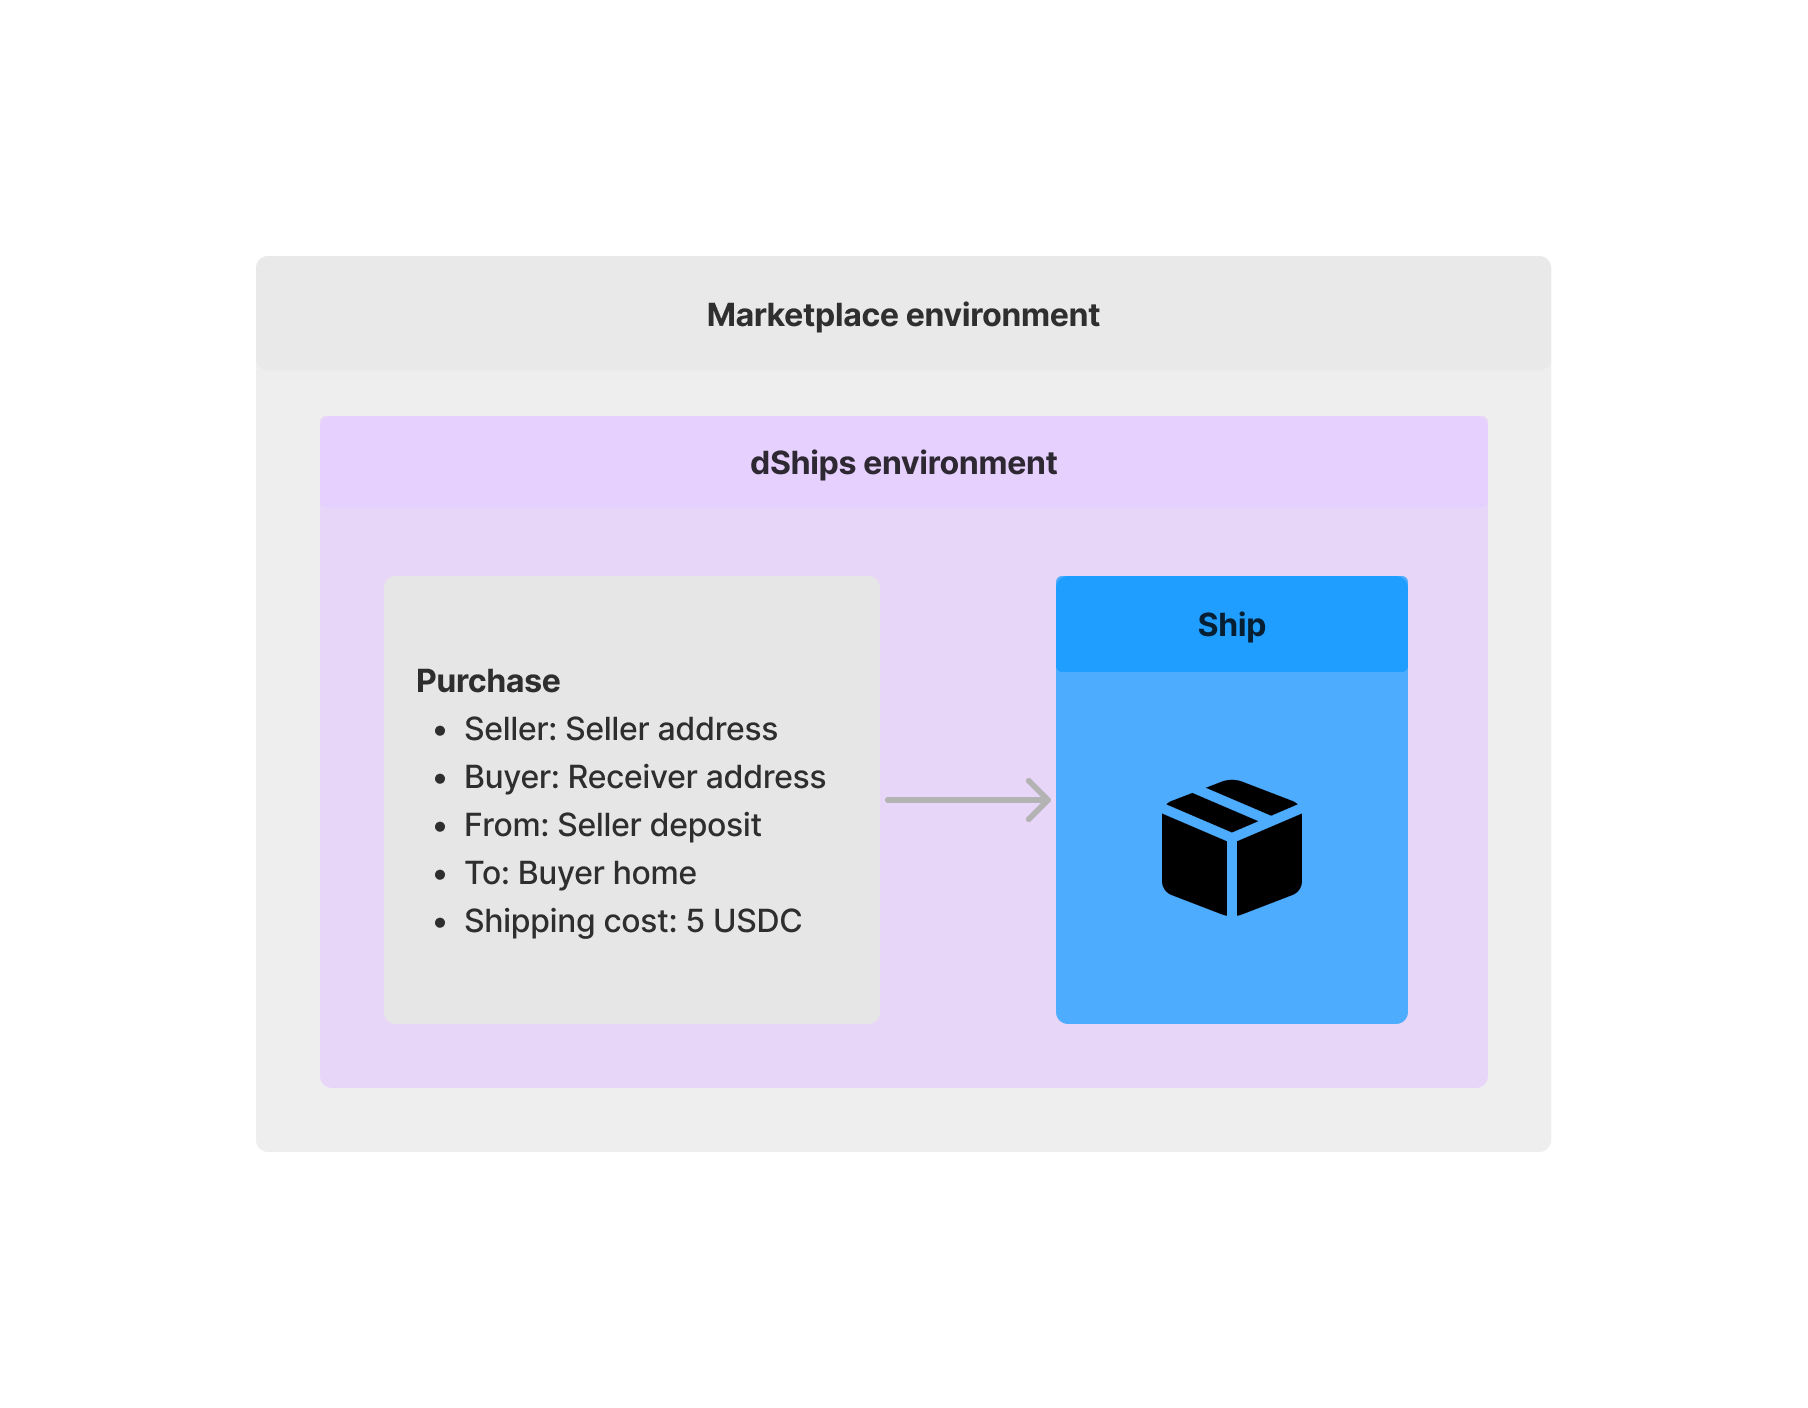 Marketplace environment
dShips environment
Purchase
• Seller: Seller address
• Buyer: Receiver address
• From: Seller deposit
• To: Buyer home
• Shipping cost: 5 USDC
Ship